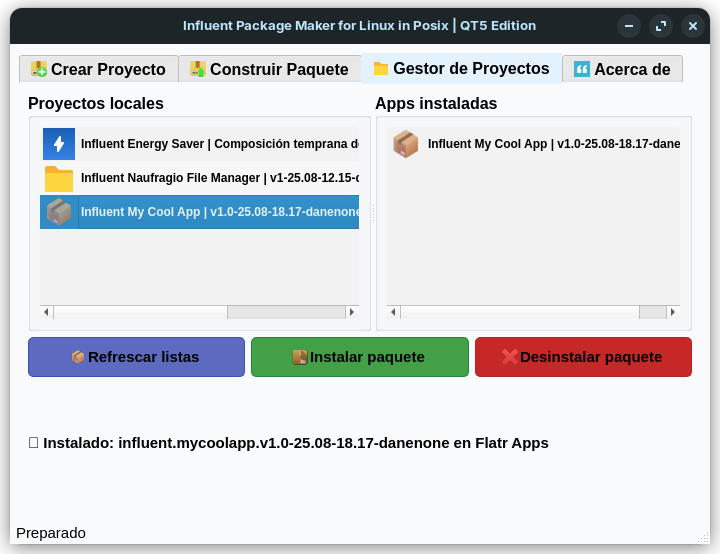 Influent Package Maker for Linux in Posix | QT5 Edition
Crear Proyecto
Construir Paquete
Gestor de Proyectos
Acerca de
Proyectos locales
Apps instaladas
Influent Energy Saver | Composición temprana d
Influent Naufragio File Manager | v1-25.08-12.15-
Influent My Cool App | v1.0-25.08-18.17-danenone
Influent My Cool App | v1.0-25.08-18.17-dane
Refrescar listas
Instalar paquete
Desinstalar paquete
Instalado: influent.mycoolapp.v1.0-25.08-18.17-danenone en Flatr Apps
Preparado